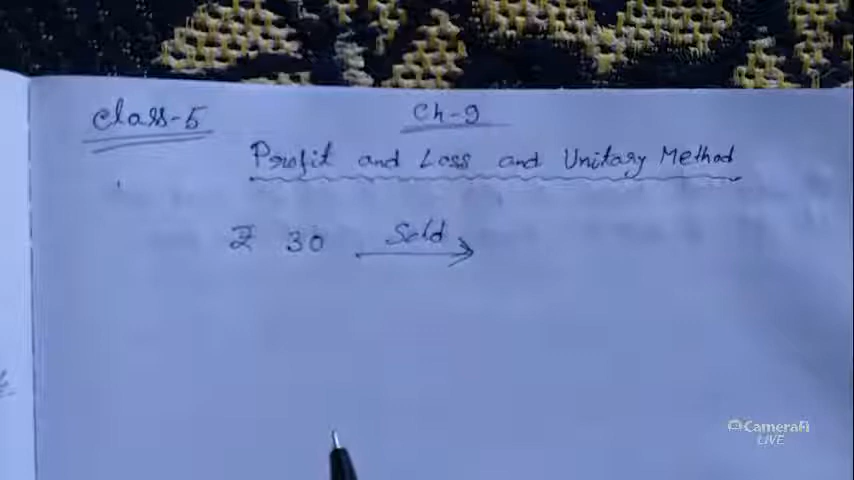 Class-5
Ch-9
Profit and Loss and Unitary Method
₹ 30 Sold
CameraFi
LIVE